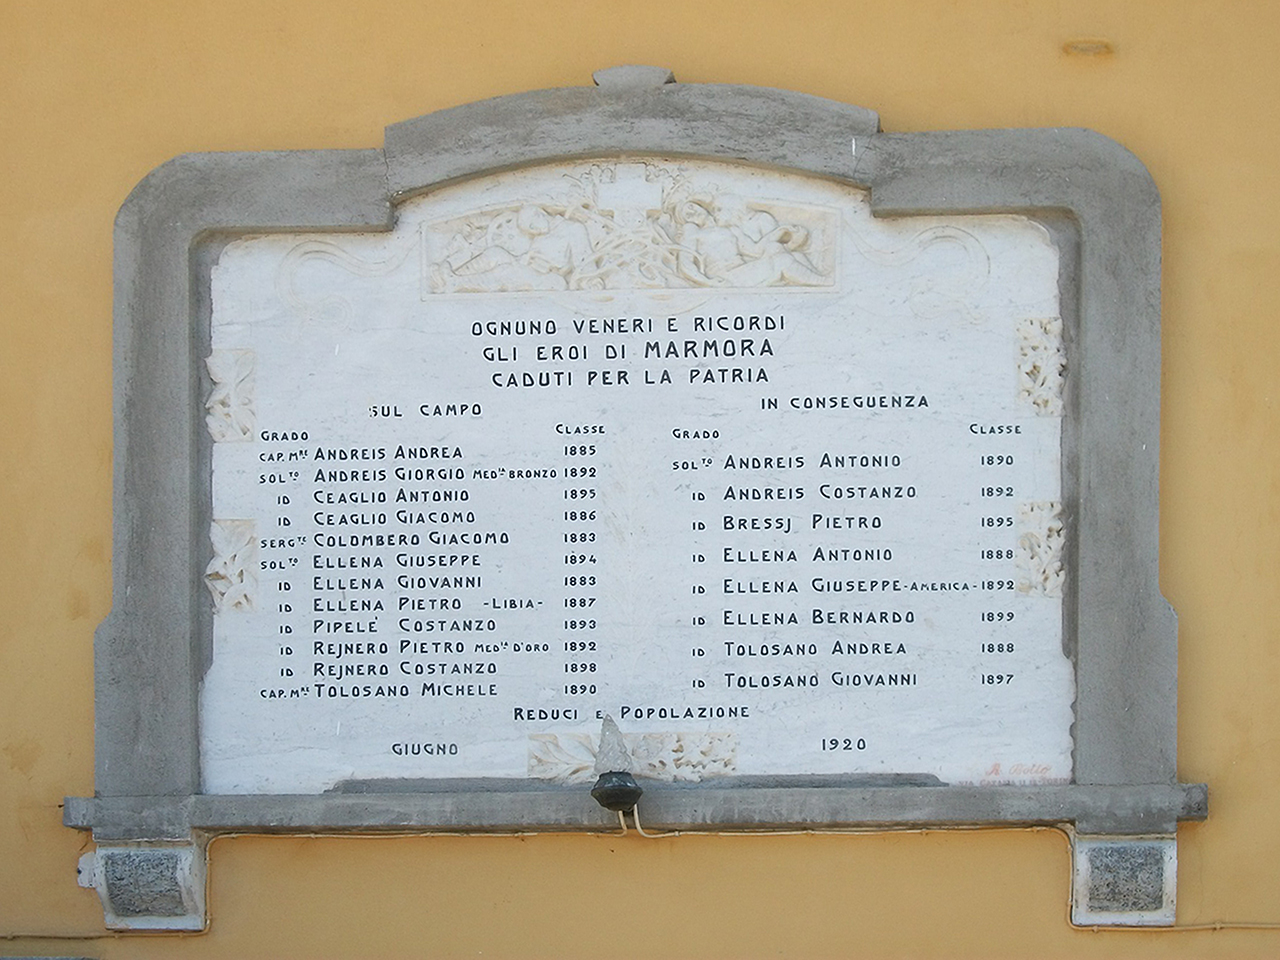 OGNUNO VENERI E RICORDI
GLI EROI DI MARMORA
CADUTI PER LA PATRIA
SUL CAMPO
GRADO CLASSE
CAP. MRE ANDREIS ANDREA 1885
SOLTO ANDREIS GIORGIO MEDLA BRONZO 1892
ID CEAGLIO ANTONIO 1895
ID CEAGLIO GIACOMO 1886
SERGTE COLOMBERO GIACOMO 1883
SOLTO ELLENA GIUSEPPE 1894
ID ELLENA GIOVANNI 1883
ID ELLENA PIETRO -LIBIA- 1887
ID PIPELE' COSTANZO 1893
ID REJNERO PIETRO MEDLA D'ORO 1892
ID REJNERO COSTANZO 1898
CAP. MRE TOLOSANO MICHELE 1890
IN CONSEGUENZA
GRADO CLASSE
SOLTO ANDREIS ANTONIO 1890
ID ANDREIS COSTANZO 1892
ID BRESSJ PIETRO 1895
ID ELLENA ANTONIO 1888
ID ELLENA GIUSEPPE -AMERICA- 1892
ID ELLENA BERNARDO 1899
ID TOLOSANO ANDREA 1888
ID TOLOSANO GIOVANNI 1897
REDUCI E POPOLAZIONE
GIUGNO 1920